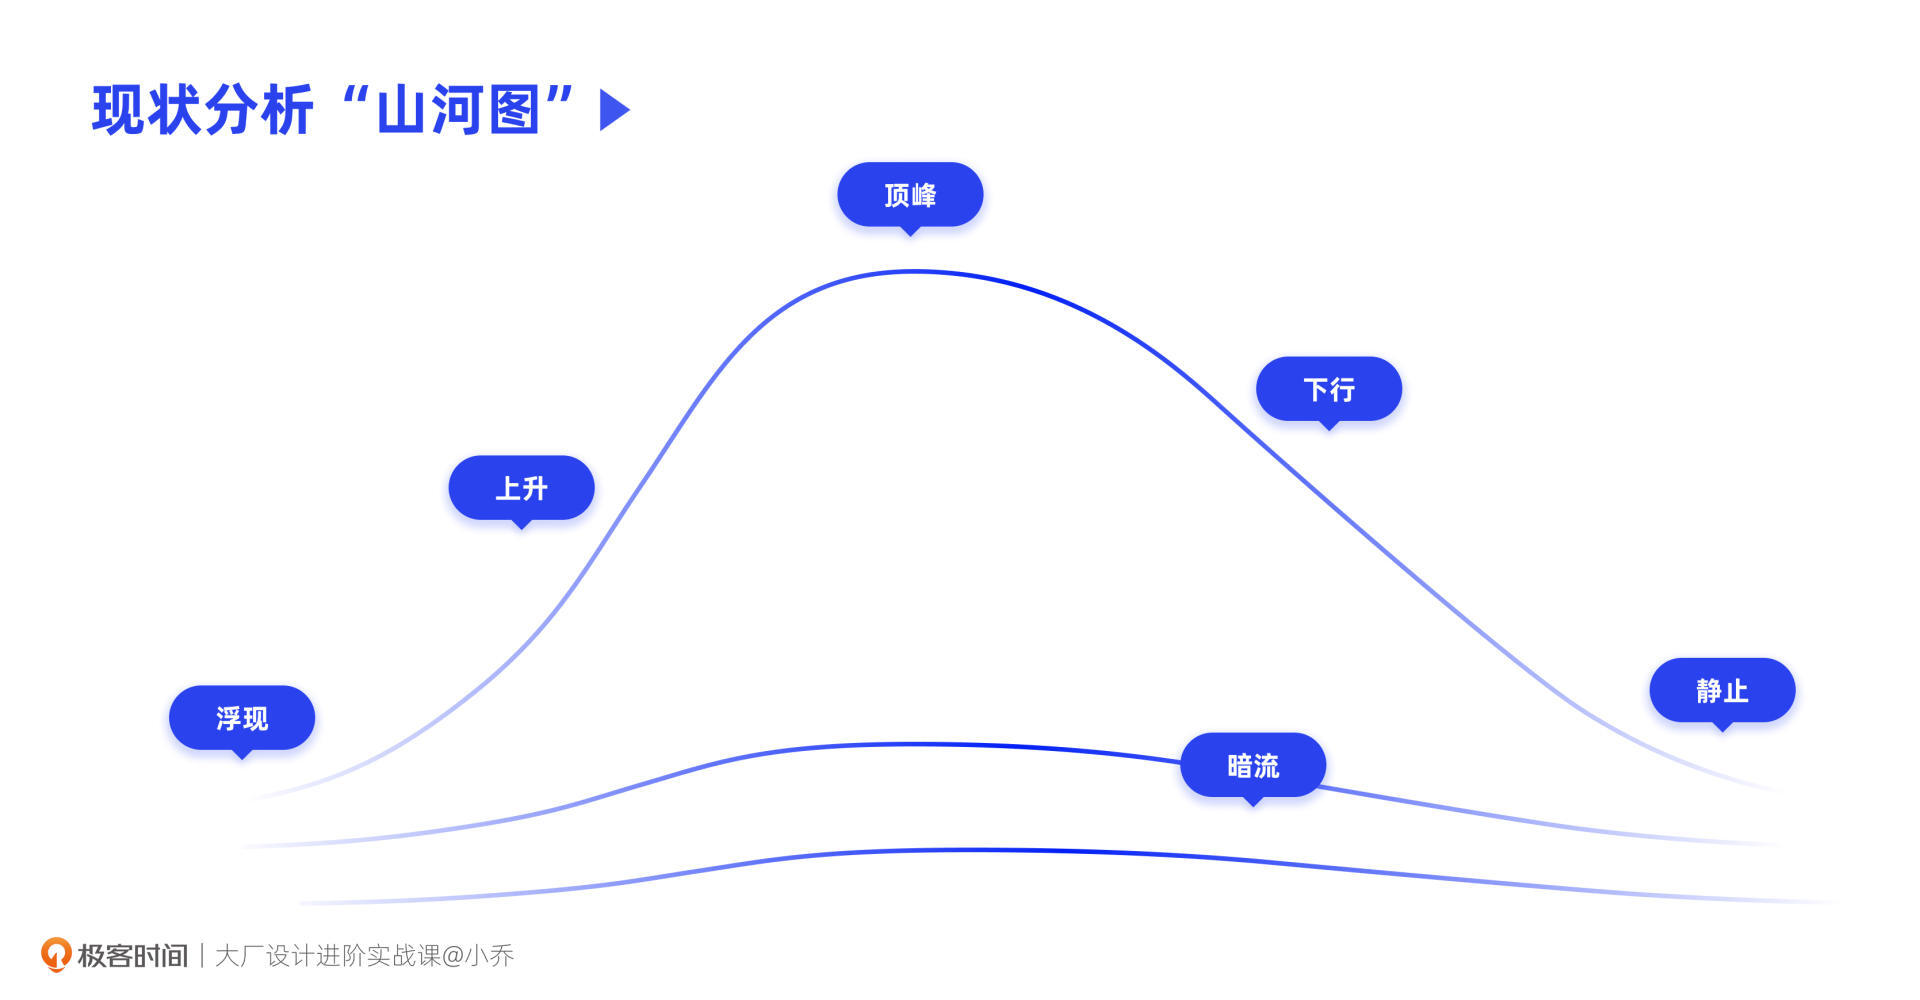 现状分析“山河图”
顶峰
下行
上升
静止
浮现
暗流
极客时间 | 大厂设计进阶实战课@小乔